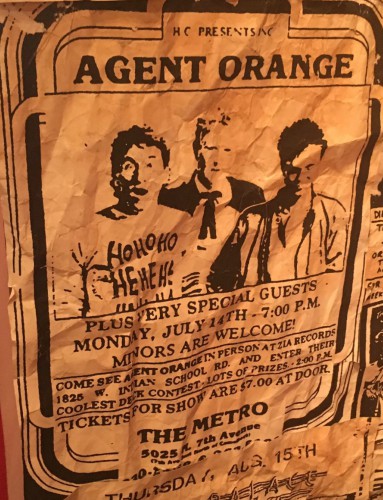 H C PRESENTS INC
AGENT ORANGE
HOHOHO
HEHEHE
PLUS VERY SPECIAL GUESTS
MONDAY, JULY 14TH - 7:00 P.M.
MINORS ARE WELCOME!
COME SEE AGENT ORANGE IN PERSON AT ZIA RECORDS
1825 W. INDIAN SCHOOL RD. AND ENTER THEIR
COOLEST DECK CONTEST. LOTS OF PRIZES - 2:00 P.M.
TICKETS FOR SHOW ARE $7.00 AT DOOR
THE METRO
5025 N. 7th Avenue
THURSDAY AUG. 15TH